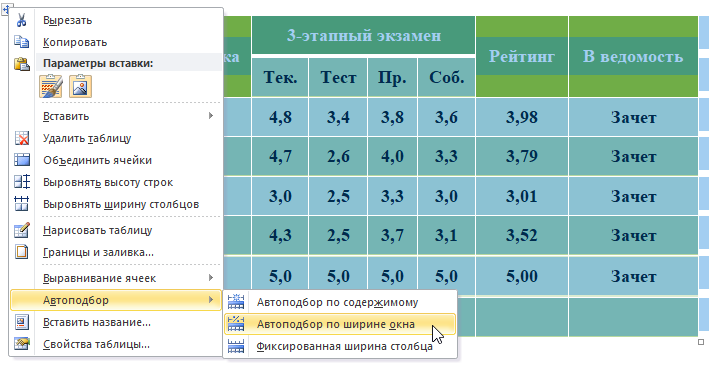 Вырезать
Копировать
Параметры вставки:
Вставить
Удалить таблицу
Объединить ячейки
Выровнять высоту строк
Выровнять ширину столбцов
Нарисовать таблицу
Границы и заливка...
Выравнивание ячеек
Автоподбор
Вставить название...
Свойства таблицы...
Автоподбор по содержимому
Автоподбор по ширине окна
Фиксированная ширина столбца
ка 3-этапный экзамен Рейтинг В ведомость
Тек. Тест Пр. Соб.
4,8 3,4 3,8 3,6 3,98 Зачет
4,7 2,6 4,0 3,3 3,79 Зачет
3,0 2,5 3,3 3,0 3,01 Зачет
4,3 2,5 3,7 3,1 3,52 Зачет
5,0 5,0 5,0 5,0 5,00 Зачет